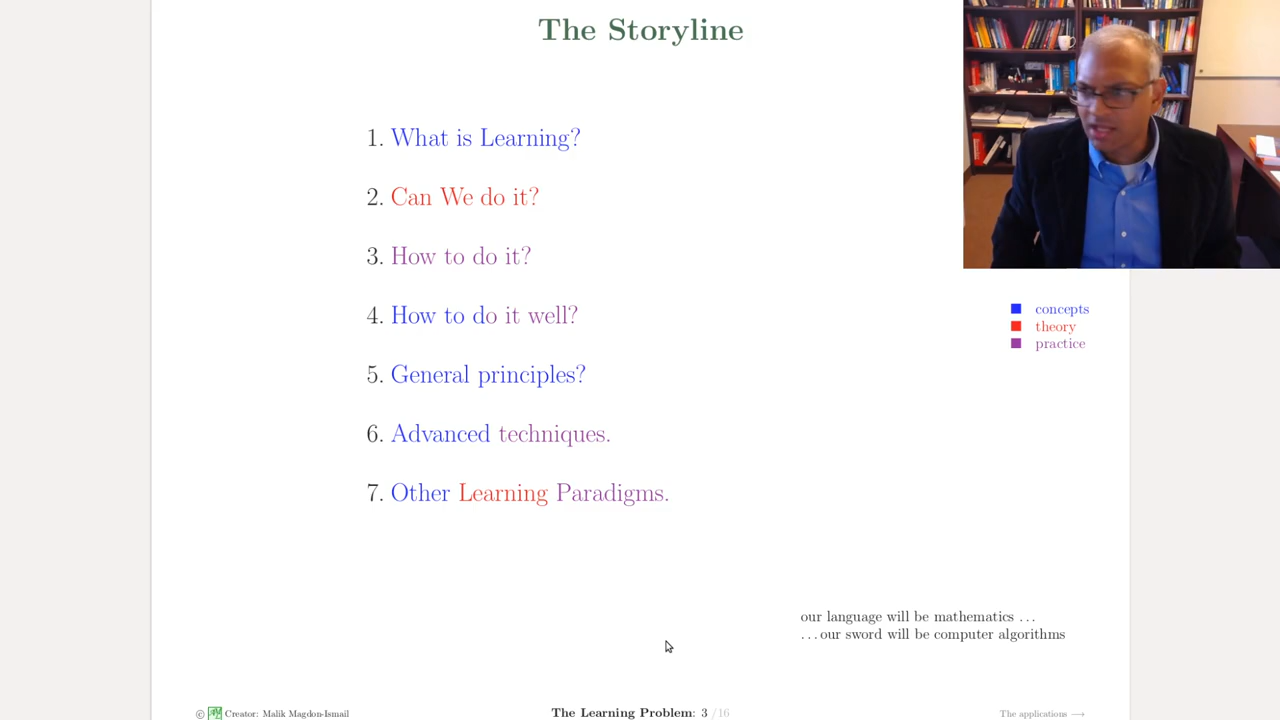 The Storyline
1. What is Learning?
2. Can We do it?
3. How to do it?
4. How to do it well?
5. General principles?
6. Advanced techniques.
7. Other Learning Paradigms.
concepts
theory
practice
our language will be mathematics ...
...our sword will be computer algorithms
© Creator: Malik Magdon-Ismail
The Learning Problem: 3 /16
The applications →